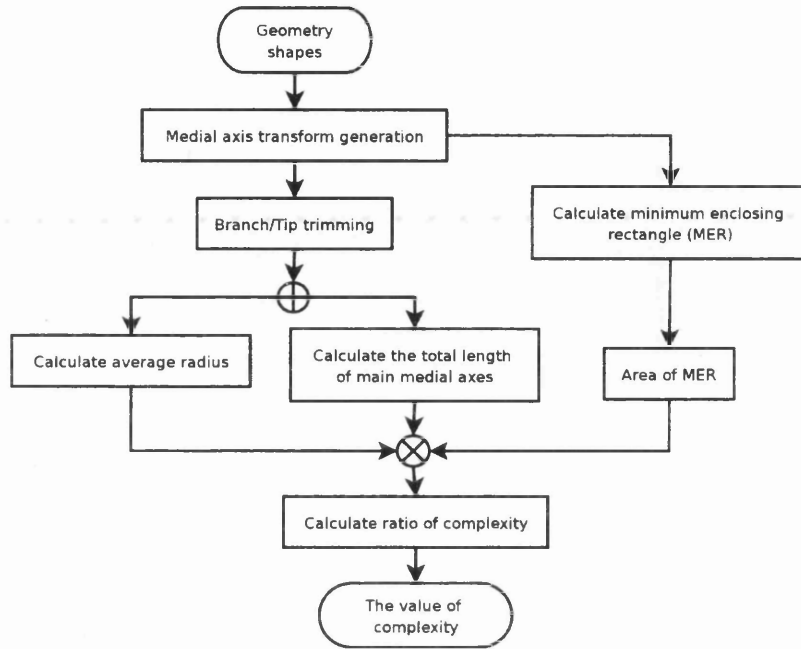 Geometry
shapes
Medial axis transform generation
Branch/Tip trimming
Calculate minimum enclosing
rectangle (MER)
Calculate average radius
Calculate the total length
of main medial axes
Area of MER
Calculate ratio of complexity
The value of
complexity